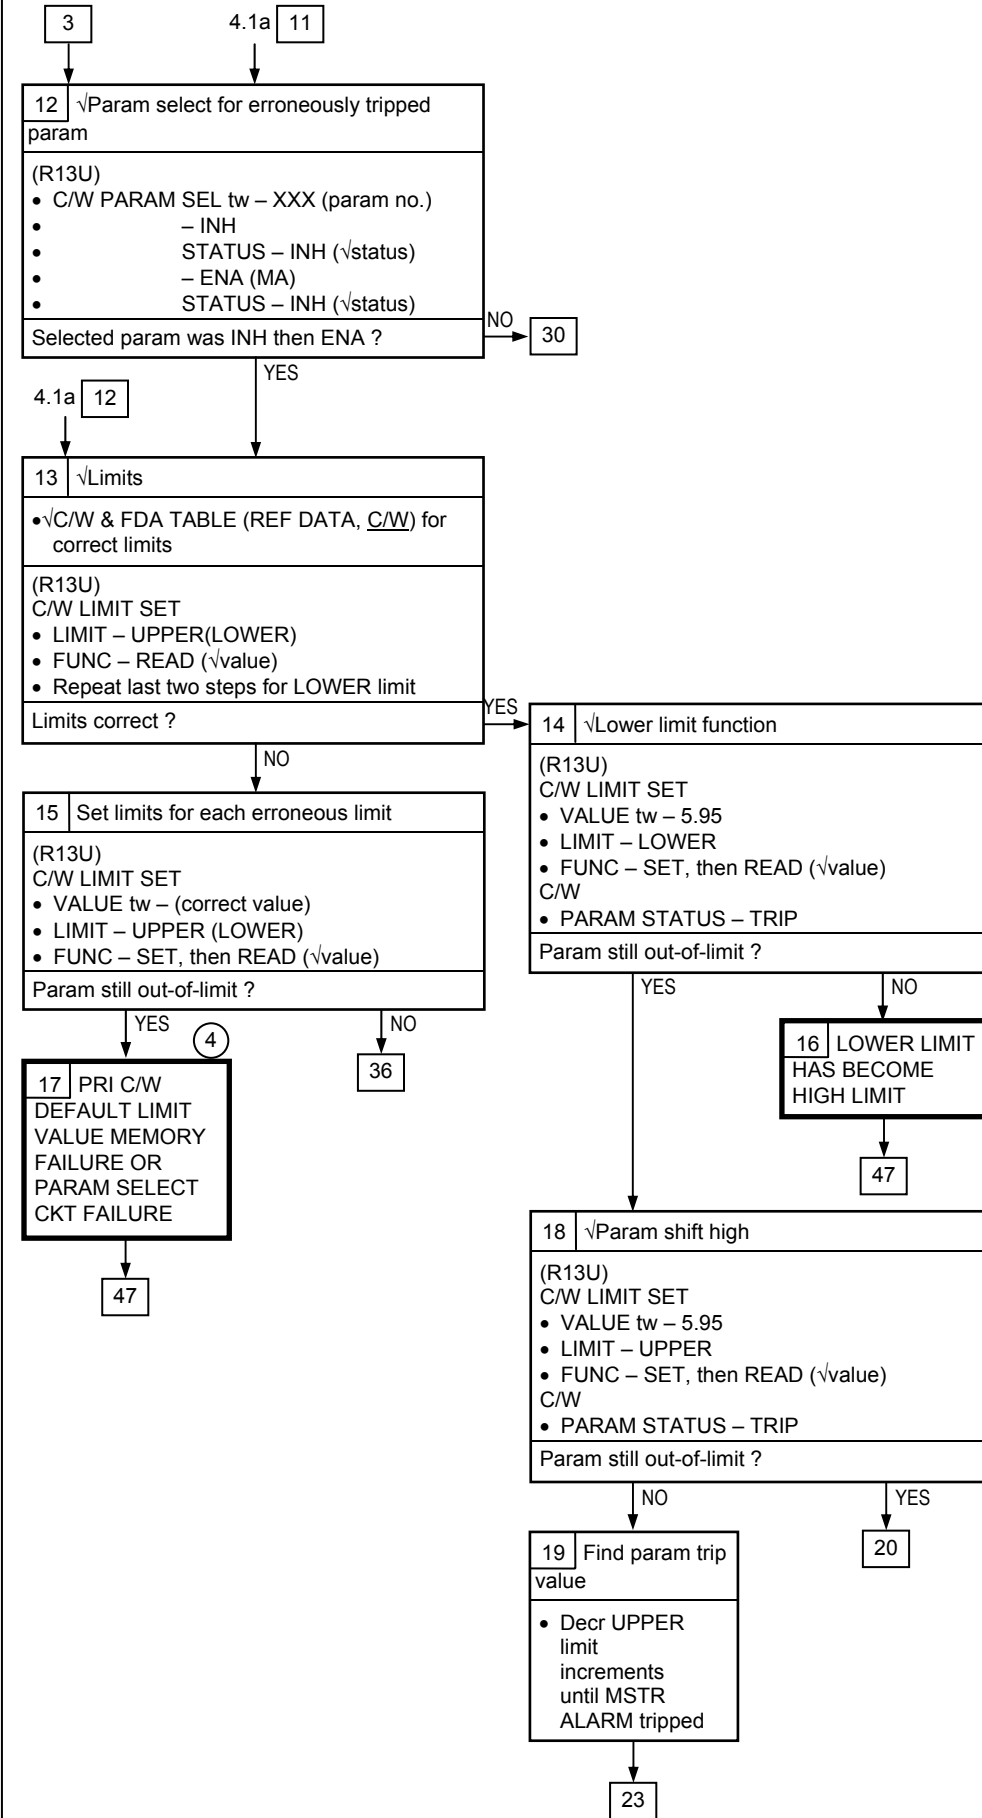 3
4.1a 11
12 √Param select for erroneously tripped
param
(R13U)
• C/W PARAM SEL tw – XXX (param no.)
• – INH
• STATUS – INH (√status)
• – ENA (MA)
• STATUS – INH (√status)
Selected param was INH then ENA ?
NO
30
YES
4.1a 12
13 √Limits
•√C/W & FDA TABLE (REF DATA, C/W) for
correct limits
(R13U)
C/W LIMIT SET
• LIMIT – UPPER(LOWER)
• FUNC – READ (√value)
• Repeat last two steps for LOWER limit
Limits correct ?
YES
NO
14 √Lower limit function
(R13U)
C/W LIMIT SET
• VALUE tw – 5.95
• LIMIT – LOWER
• FUNC – SET, then READ (√value)
C/W
• PARAM STATUS – TRIP
Param still out-of-limit ?
YES
NO
15 Set limits for each erroneous limit
(R13U)
C/W LIMIT SET
• VALUE tw – (correct value)
• LIMIT – UPPER (LOWER)
• FUNC – SET, then READ (√value)
Param still out-of-limit ?
YES
4
NO
36
16 LOWER LIMIT
HAS BECOME
HIGH LIMIT
47
17 PRI C/W
DEFAULT LIMIT
VALUE MEMORY
FAILURE OR
PARAM SELECT
CKT FAILURE
47
18 √Param shift high
(R13U)
C/W LIMIT SET
• VALUE tw – 5.95
• LIMIT – UPPER
• FUNC – SET, then READ (√value)
C/W
• PARAM STATUS – TRIP
Param still out-of-limit ?
NO
YES
20
19 Find param trip
value
• Decr UPPER
limit
increments
until MSTR
ALARM tripped
23